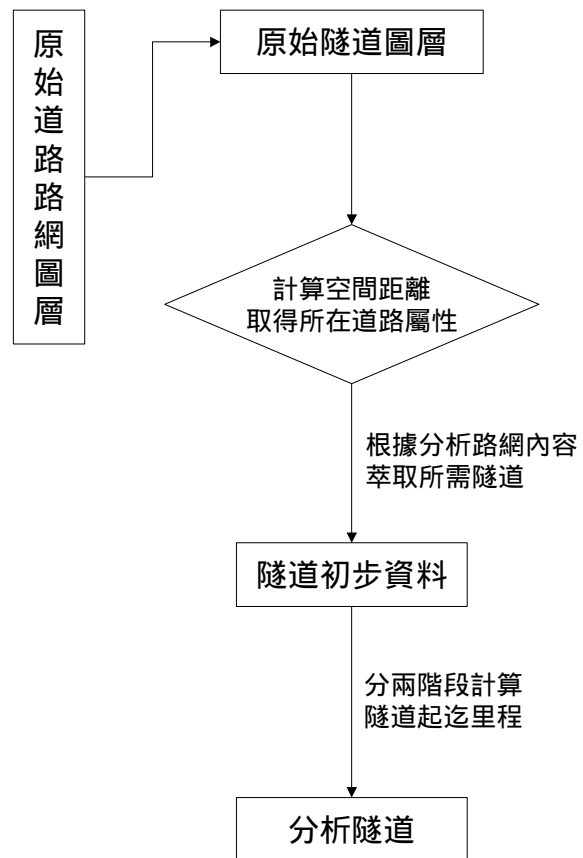 原始道路路網圖層
原始隧道圖層
計算空間距離
取得所在道路屬性
根據分析路網內容
萃取所需隧道
隧道初步資料
分兩階段計算
隧道起迄里程
分析隧道